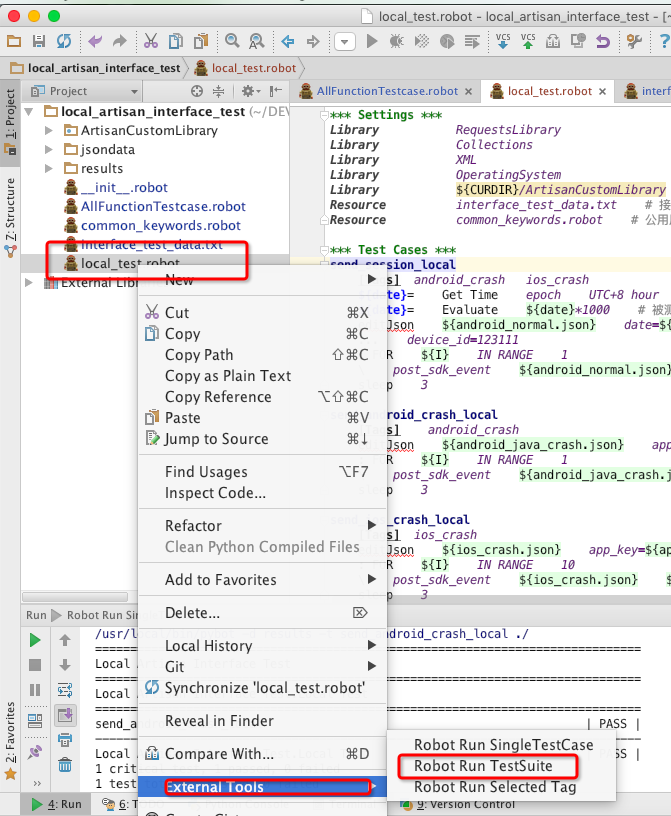 local_test.robot - local_artisan_interface_test - [~
VCS
VCS
local_artisan_interface_test
local_test.robot
1: Project
Z: Structure
2: Favorites
Project
local_artisan_interface_test (~/DEV
ArtisanCustomLibrary
jsondata
results
__init__.robot
AllFunctionTestcase.robot
common_keywords.robot
interface_test_data.txt
local_test.robot
External Lib
AllFunctionTestcase.robot
local_test.robot
interf
*** Settings ***
Library RequestsLibrary
Library Collections
Library XML
Library OperatingSystem
Library ${CURDIR}/ArtisanCustomLibrary
Resource interface_test_data.txt # 接
Resource common_keywords.robot # 公用
*** Test Cases ***
send_session_local
android_crash ios_crash
}= Get Time epoch UTC+8 hour
}= Evaluate ${date}*1000 # 被测
Json ${android_normal.json} date=${
device_id=123111
R ${I} IN RANGE 1
post_sdk_event ${android_normal.json}
3
android_crash_local
android_crash
Json ${android_java_crash.json} app
R ${I} IN RANGE 1
post_sdk_event ${android_java_crash.j
3
_crash_local
ios_crash
Json ${ios_crash.json} app_key=${ap
R ${I} IN RANGE 10
post_sdk_event ${ios_crash.json} $
3
New
Cut ⌘X
Copy ⌘C
Copy Path ⇧⌘C
Copy as Plain Text
Copy Reference ⌥⇧⌘C
Paste ⌘V
Jump to Source ⌘↓
Find Usages ⌥F7
Inspect Code...
Refactor
Clean Python Compiled Files
Add to Favorites
Delete... ⌦
Local History
Git
Synchronize 'local_test.robot'
Reveal in Finder
Compare With... ⌘D
External Tools
Robot Run SingleTestCase
Robot Run TestSuite
Robot Run Selected Tag
Run Robot Run Sin
/usr/lo
android_crash_local ./
Local
Local
send_a | PASS |
Local | PASS |
1 crit
1 test
4: Run
6:
9: Version Control